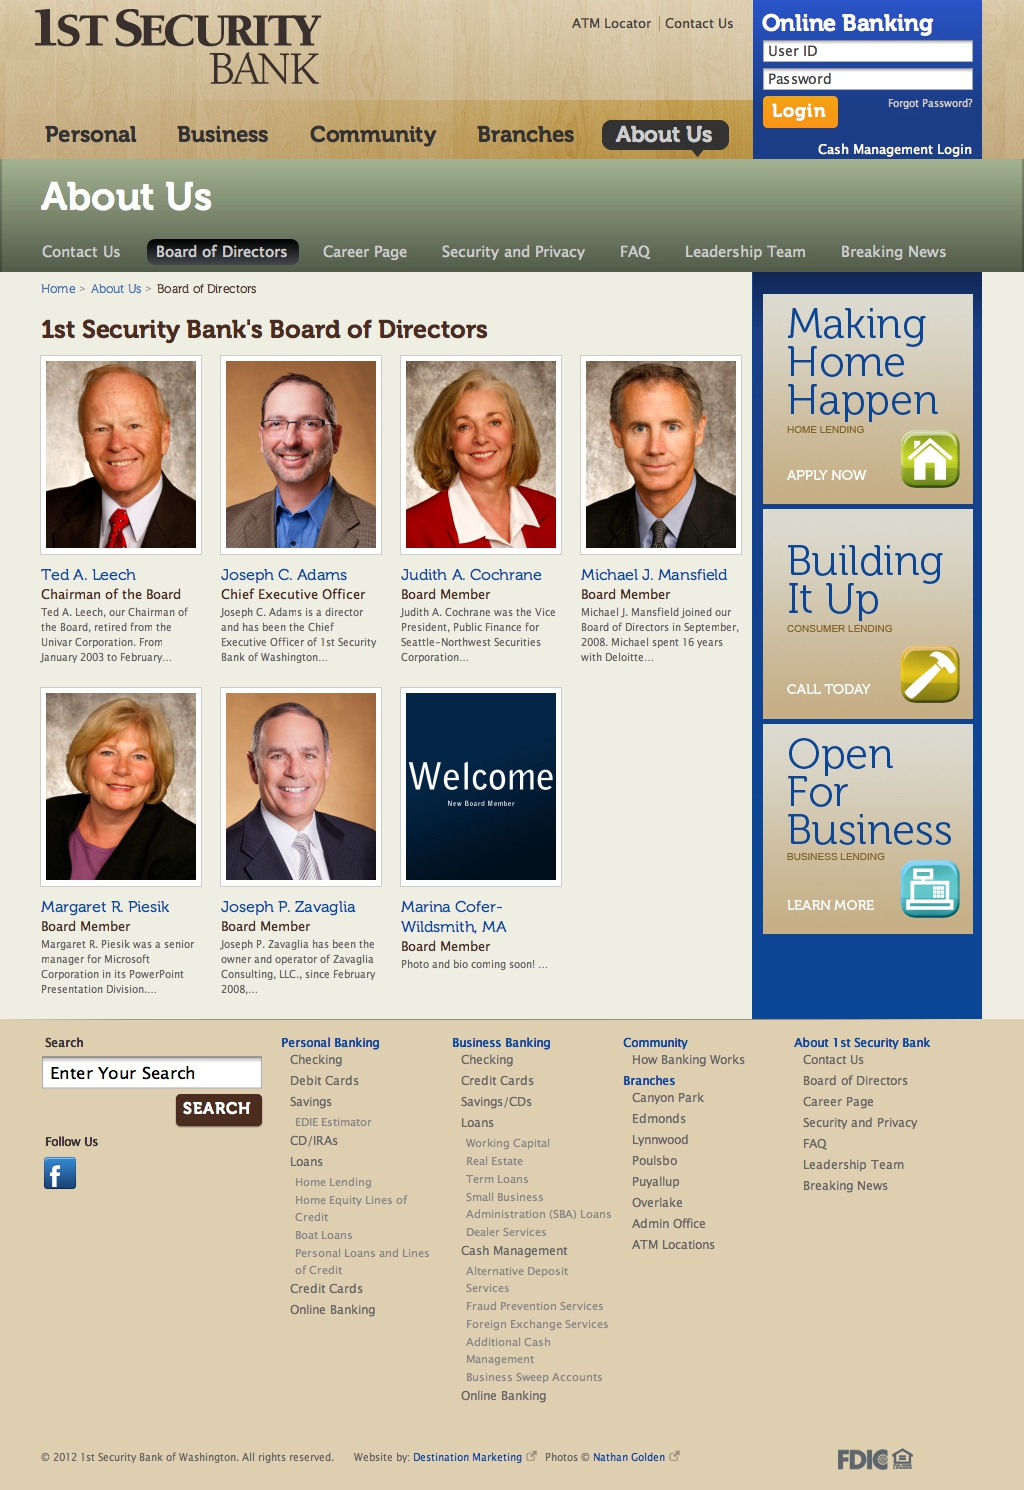 1ST SECURITY
BANK
ATM Locator
Contact Us
Online Banking
User ID
Password
Login
Forgot Password?
Cash Management Login
Personal
Business
Community
Branches
About Us
About Us
Contact Us
Board of Directors
Career Page
Security and Privacy
FAQ
Leadership Team
Breaking News
Home > About Us > Board of Directors
1st Security Bank's Board of Directors
Ted A. Leech
Chairman of the Board
Ted A. Leech, our Chairman of
the Board, retired from the
Univar Corporation. From
January 2003 to February...
Joseph C. Adams
Chief Executive Officer
Joseph C. Adams is a director
and has been the Chief
Executive Officer of 1st Security
Bank of Washington...
Judith A. Cochrane
Board Member
Judith A. Cochrane was the Vice
President, Public Finance for
Seattle-Northwest Securities
Corporation...
Michael J. Mansfield
Board Member
Michael J. Mansfield joined our
Board of Directors in September,
2008. Michael spent 16 years
with Deloitte...
Welcome
New Board Member
Margaret R. Piesik
Board Member
Margaret R. Piesik was a senior
manager for Microsoft
Corporation in its PowerPoint
Presentation Division....
Joseph P. Zavaglia
Board Member
Joseph P. Zavaglia has been the
owner and operator of Zavaglia
Consulting, LLC., since February
2008,...
Marina Cofer-
Wildsmith, MA
Board Member
Photo and bio coming soon! ...
Making
Home
Happen
HOME LENDING
APPLY NOW
Building
It Up
CONSUMER LENDING
CALL TODAY
Open
For
Business
BUSINESS LENDING
LEARN MORE
Search
Enter Your Search
SEARCH
Follow Us
f
Personal Banking
Checking
Debit Cards
Savings
EDIE Estimator
CD/IRAs
Loans
Home Lending
Home Equity Lines of
Credit
Boat Loans
Personal Loans and Lines
of Credit
Credit Cards
Online Banking
Business Banking
Checking
Credit Cards
Savings/CDs
Loans
Working Capital
Real Estate
Term Loans
Small Business
Administration (SBA) Loans
Dealer Services
Cash Management
Alternative Deposit
Services
Fraud Prevention Services
Foreign Exchange Services
Additional Cash
Management
Business Sweep Accounts
Online Banking
Community
How Banking Works
Branches
Canyon Park
Edmonds
Lynnwood
Poulsbo
Puyallup
Overlake
Admin Office
ATM Locations
About 1st Security Bank
Contact Us
Board of Directors
Career Page
Security and Privacy
FAQ
Leadership Team
Breaking News
© 2012 1st Security Bank of Washington. All rights reserved.
Website by: Destination Marketing
Photos © Nathan Golden
FDIC